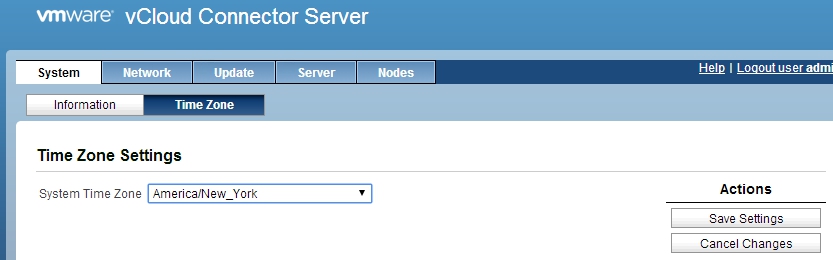 vmware vCloud Connector Server
System Network Update Server Nodes Help | Logout user admi
Information Time Zone
Time Zone Settings
System Time Zone America/New_York
Actions
Save Settings
Cancel Changes